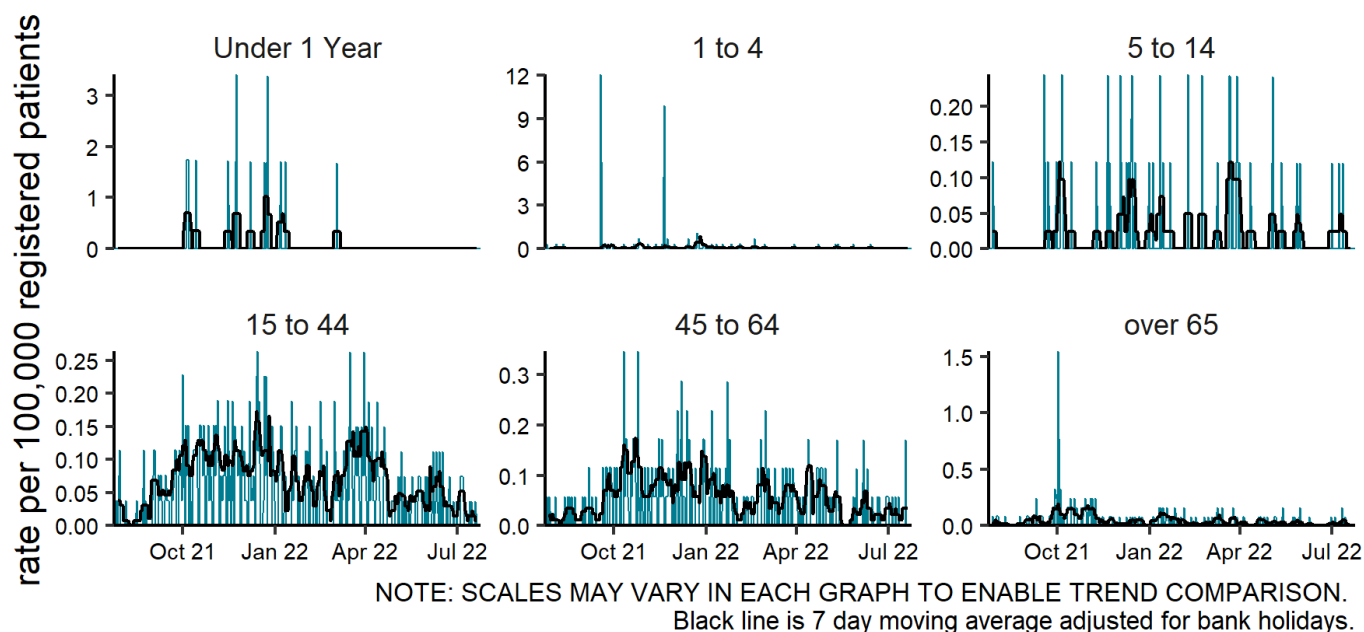 rate per 100,000 registered patients
Under 1 Year
3
2
1
0
1 to 4
12
9
6
3
0
5 to 14
0.20
0.15
0.10
0.05
0.00
15 to 44
0.25
0.20
0.15
0.10
0.05
0.00
Oct 21 Jan 22 Apr 22 Jul 22
45 to 64
0.3
0.2
0.1
0.0
Oct 21 Jan 22 Apr 22 Jul 22
over 65
1.5
1.0
0.5
0.0
Oct 21 Jan 22 Apr 22 Jul 22
NOTE: SCALES MAY VARY IN EACH GRAPH TO ENABLE TREND COMPARISON.
Black line is 7 day moving average adjusted for bank holidays.